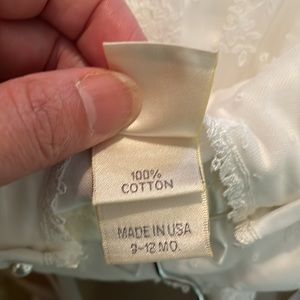 100%
COTTON
MADE IN USA
9-12 MO.